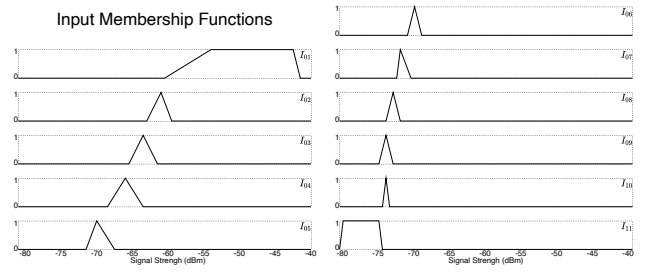 Input Membership Functions
1
0
I₀₁
1
0
I₀₂
1
0
I₀₃
1
0
I₀₄
1
0
I₀₅
-80 -75 -70 -65 -60 -55 -50 -45 -40
Signal Strengh (dBm)
1
0
I₀₆
1
0
I₀₇
1
0
I₀₈
1
0
I₀₉
1
0
I₁₀
1
0
I₁₁
-80 -75 -70 -65 -60 -55 -50 -45 -40
Signal Strengh (dBm)